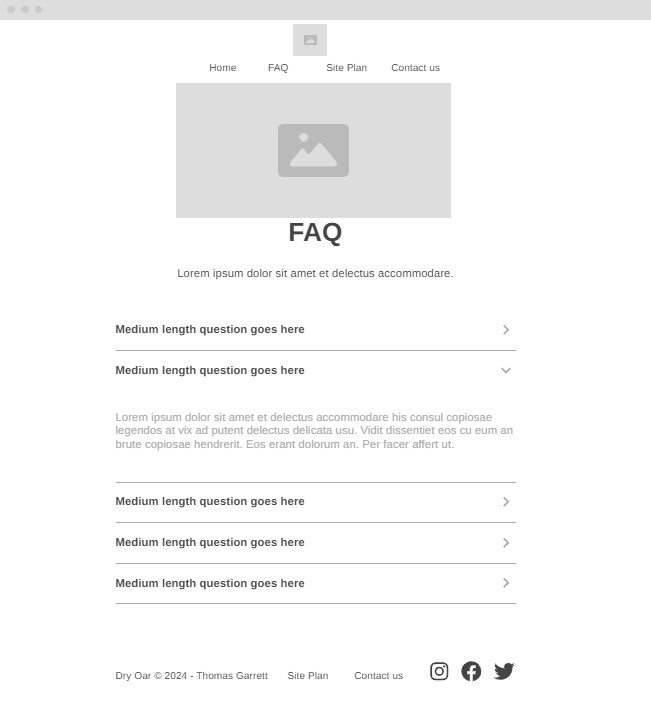 Home FAQ Site Plan Contact us
FAQ
Lorem ipsum dolor sit amet et delectus accommodare.
Medium length question goes here
Medium length question goes here
Lorem ipsum dolor sit amet et delectus accommodare his consul copiosae
legendos at vix ad putent delectus delicata usu. Vidit dissentiet eos cu eum an
brute copiosae hendrerit. Eos erant dolorum an. Per facer affert ut.
Medium length question goes here
Medium length question goes here
Medium length question goes here
Dry Oar © 2024 - Thomas Garrett Site Plan Contact us